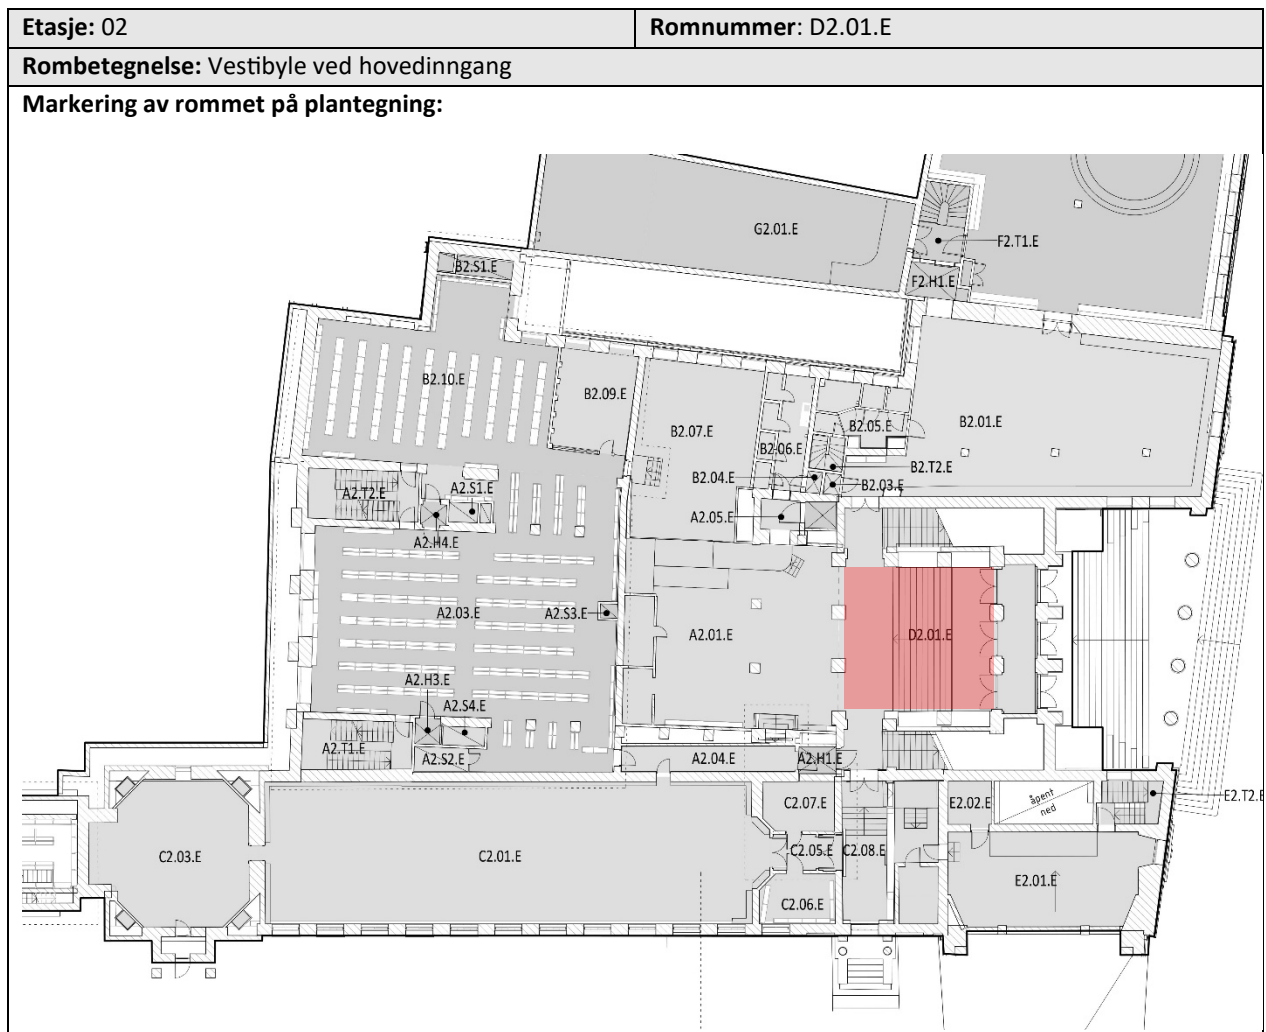 Etasje: 02
Romnummer: D2.01.E
Rombetegnelse: Vestibyle ved hovedinngang
Markering av rommet på plantegning:
G2.01.E
F2.T1.E
B2.S1.E
F2.H1.E
B2.10.E
B2.09.E
B2.07.E
B2.06.E
B2.05.E
B2.01.E
B2.T2.E
B2.04.E
B2.03.E
A2.T2.E
A2.S1.E
A2.05.E
A2.H4.E
A2.03.E
A2.S3.E
A2.01.E
D2.01.E
A2.H3.E
A2.S4.E
A2.T1.E
A2.S2.E
A2.04.E
A2.H1.E
C2.07.E
E2.02.E
åpent
ned
E2.T2.E
C2.03.E
C2.01.E
C2.05.E
C2.08.E
E2.01.E
C2.06.E